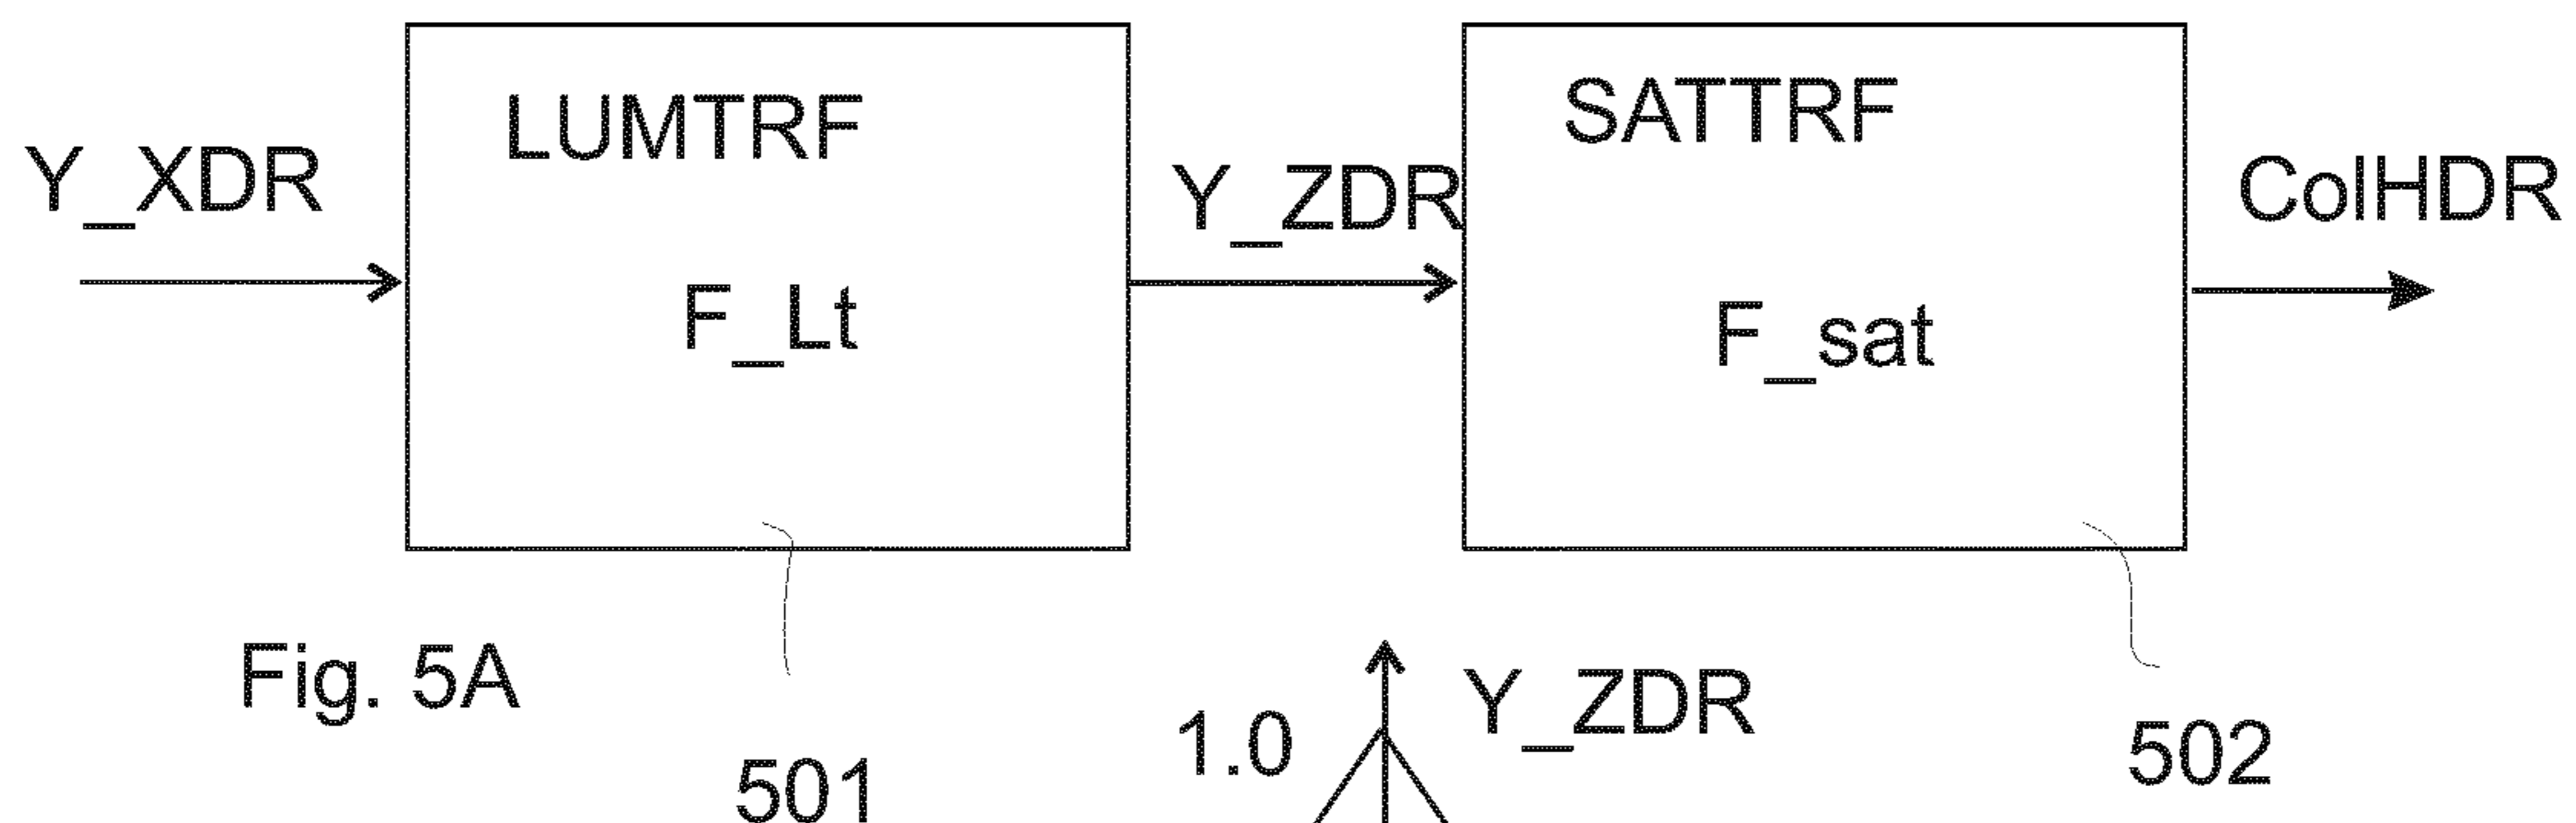 LUMTRF
SATTRF
Y_XDR
Y_ZDR
ColHDR
F_Lt
F_sat
Fig. 5A
501
1.0
Y_ZDR
502